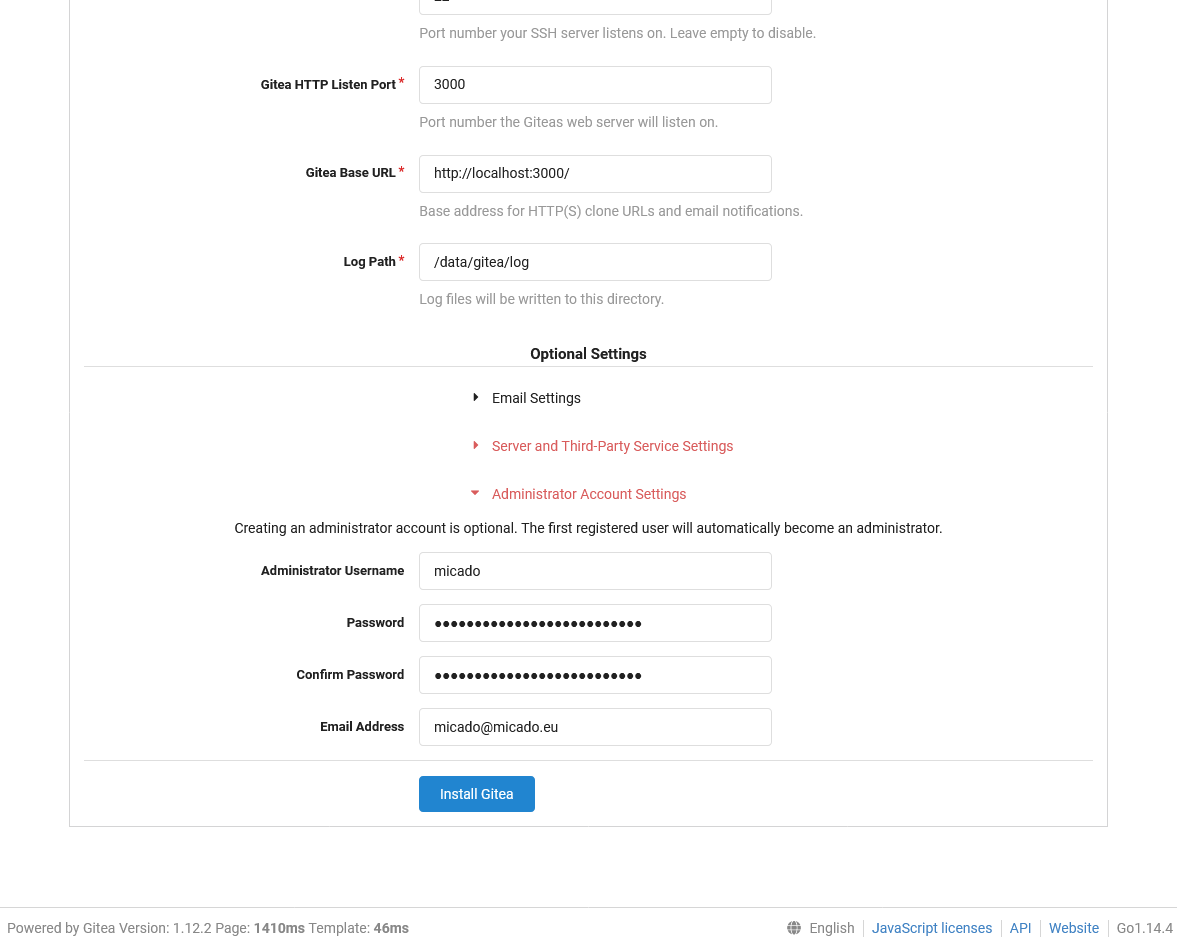 Port number your SSH server listens on. Leave empty to disable.
Gitea HTTP Listen Port* 3000
Port number the Giteas web server will listen on.
Gitea Base URL* http://localhost:3000/
Base address for HTTP(S) clone URLs and email notifications.
Log Path* /data/gitea/log
Log files will be written to this directory.
Optional Settings
Email Settings
Server and Third-Party Service Settings
Administrator Account Settings
Creating an administrator account is optional. The first registered user will automatically become an administrator.
Administrator Username micado
Password ••••••••••••••••••••••••••
Confirm Password ••••••••••••••••••••••••••
Email Address micado@micado.eu
Install Gitea
Powered by Gitea Version: 1.12.2 Page: 1410ms Template: 46ms English JavaScript licenses API Website Go1.14.4